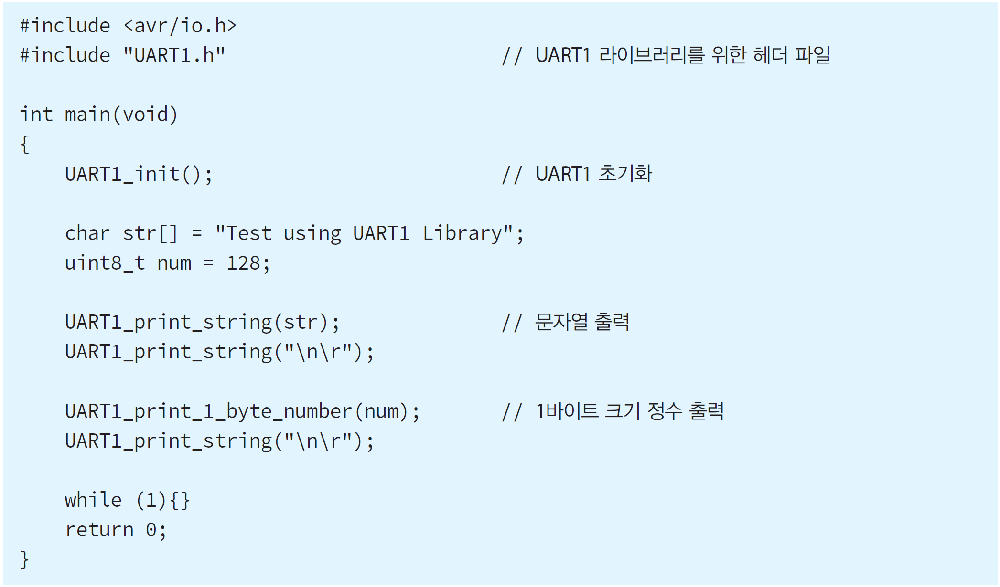 #include <avr/io.h>
#include "UART1.h" // UART1 라이브러리를 위한 헤더 파일
int main(void)
{
UART1_init(); // UART1 초기화
char str[] = "Test using UART1 Library";
uint8_t num = 128;
UART1_print_string(str); // 문자열 출력
UART1_print_string("\n\r");
UART1_print_1_byte_number(num); // 1바이트 크기 정수 출력
UART1_print_string("\n\r");
while (1){}
return 0;
}